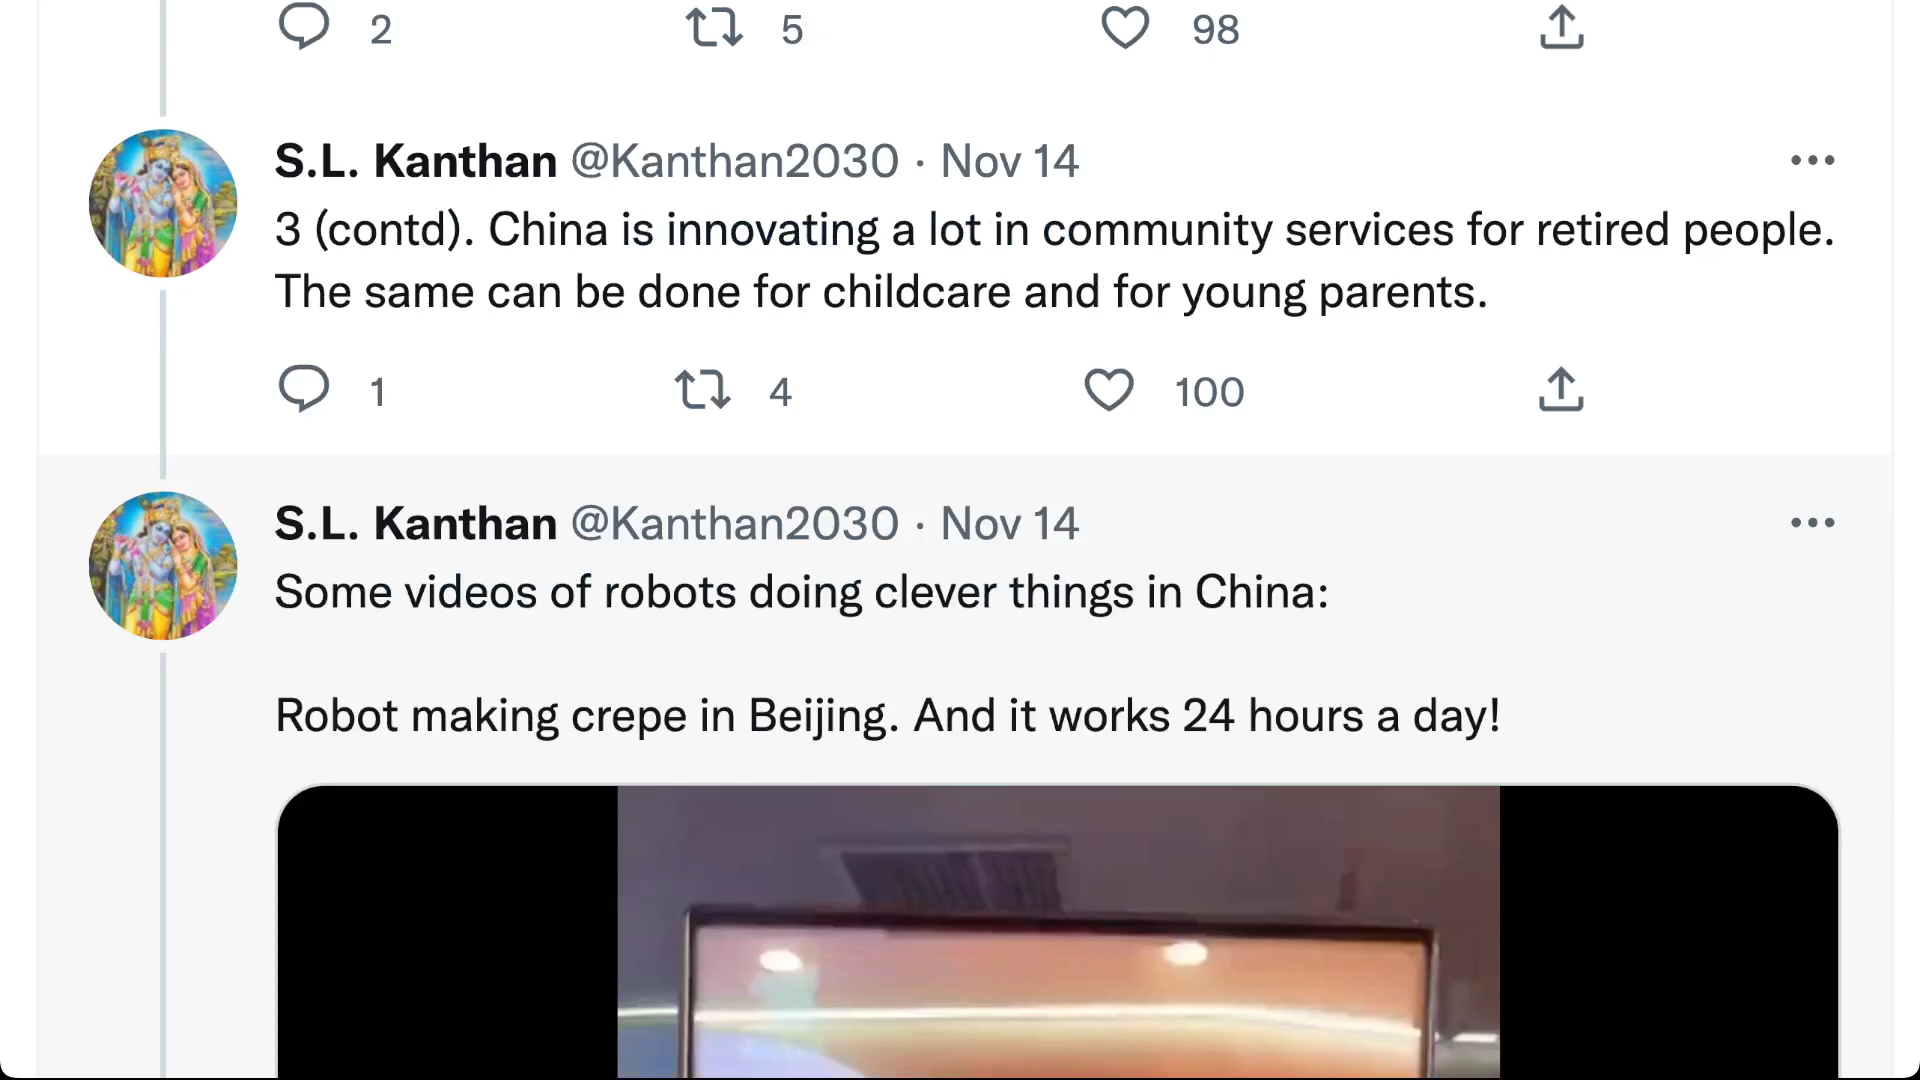 2 5 98
S.L. Kanthan @Kanthan2030 · Nov 14
3 (contd). China is innovating a lot in community services for retired people.
The same can be done for childcare and for young parents.
1 4 100
S.L. Kanthan @Kanthan2030 · Nov 14
Some videos of robots doing clever things in China:
Robot making crepe in Beijing. And it works 24 hours a day!